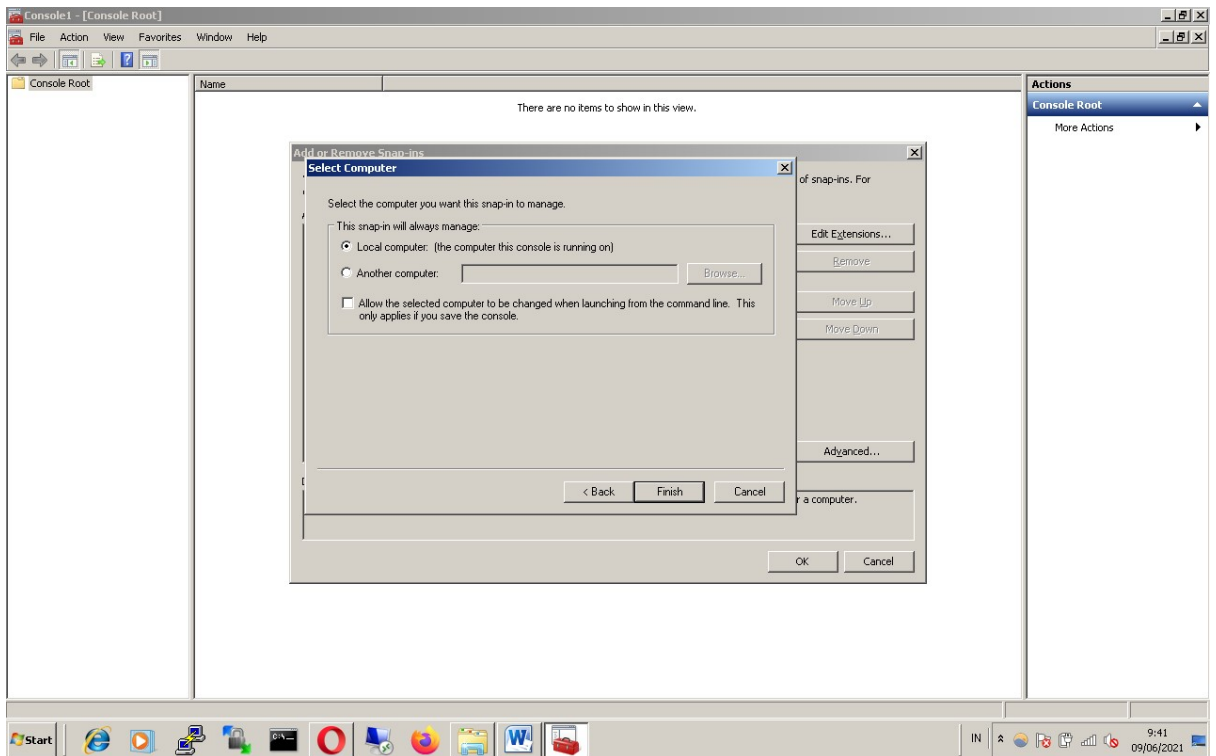 Console1 - [Console Root]
File Action View Favorites Window Help
Console Root
Name
There are no items to show in this view.
Actions
Console Root
More Actions
Add or Remove Snap-ins
of snap-ins. For
Select Computer
Select the computer you want this snap-in to manage.
This snap-in will always manage:
Local computer: (the computer this console is running on)
Another computer:
Browse...
Allow the selected computer to be changed when launching from the command line. This
only applies if you save the console.
Edit Extensions...
Remove
Move Up
Move Down
Advanced...
< Back
Finish
Cancel
r a computer.
OK
Cancel
Start
IN
9:41
09/06/2021